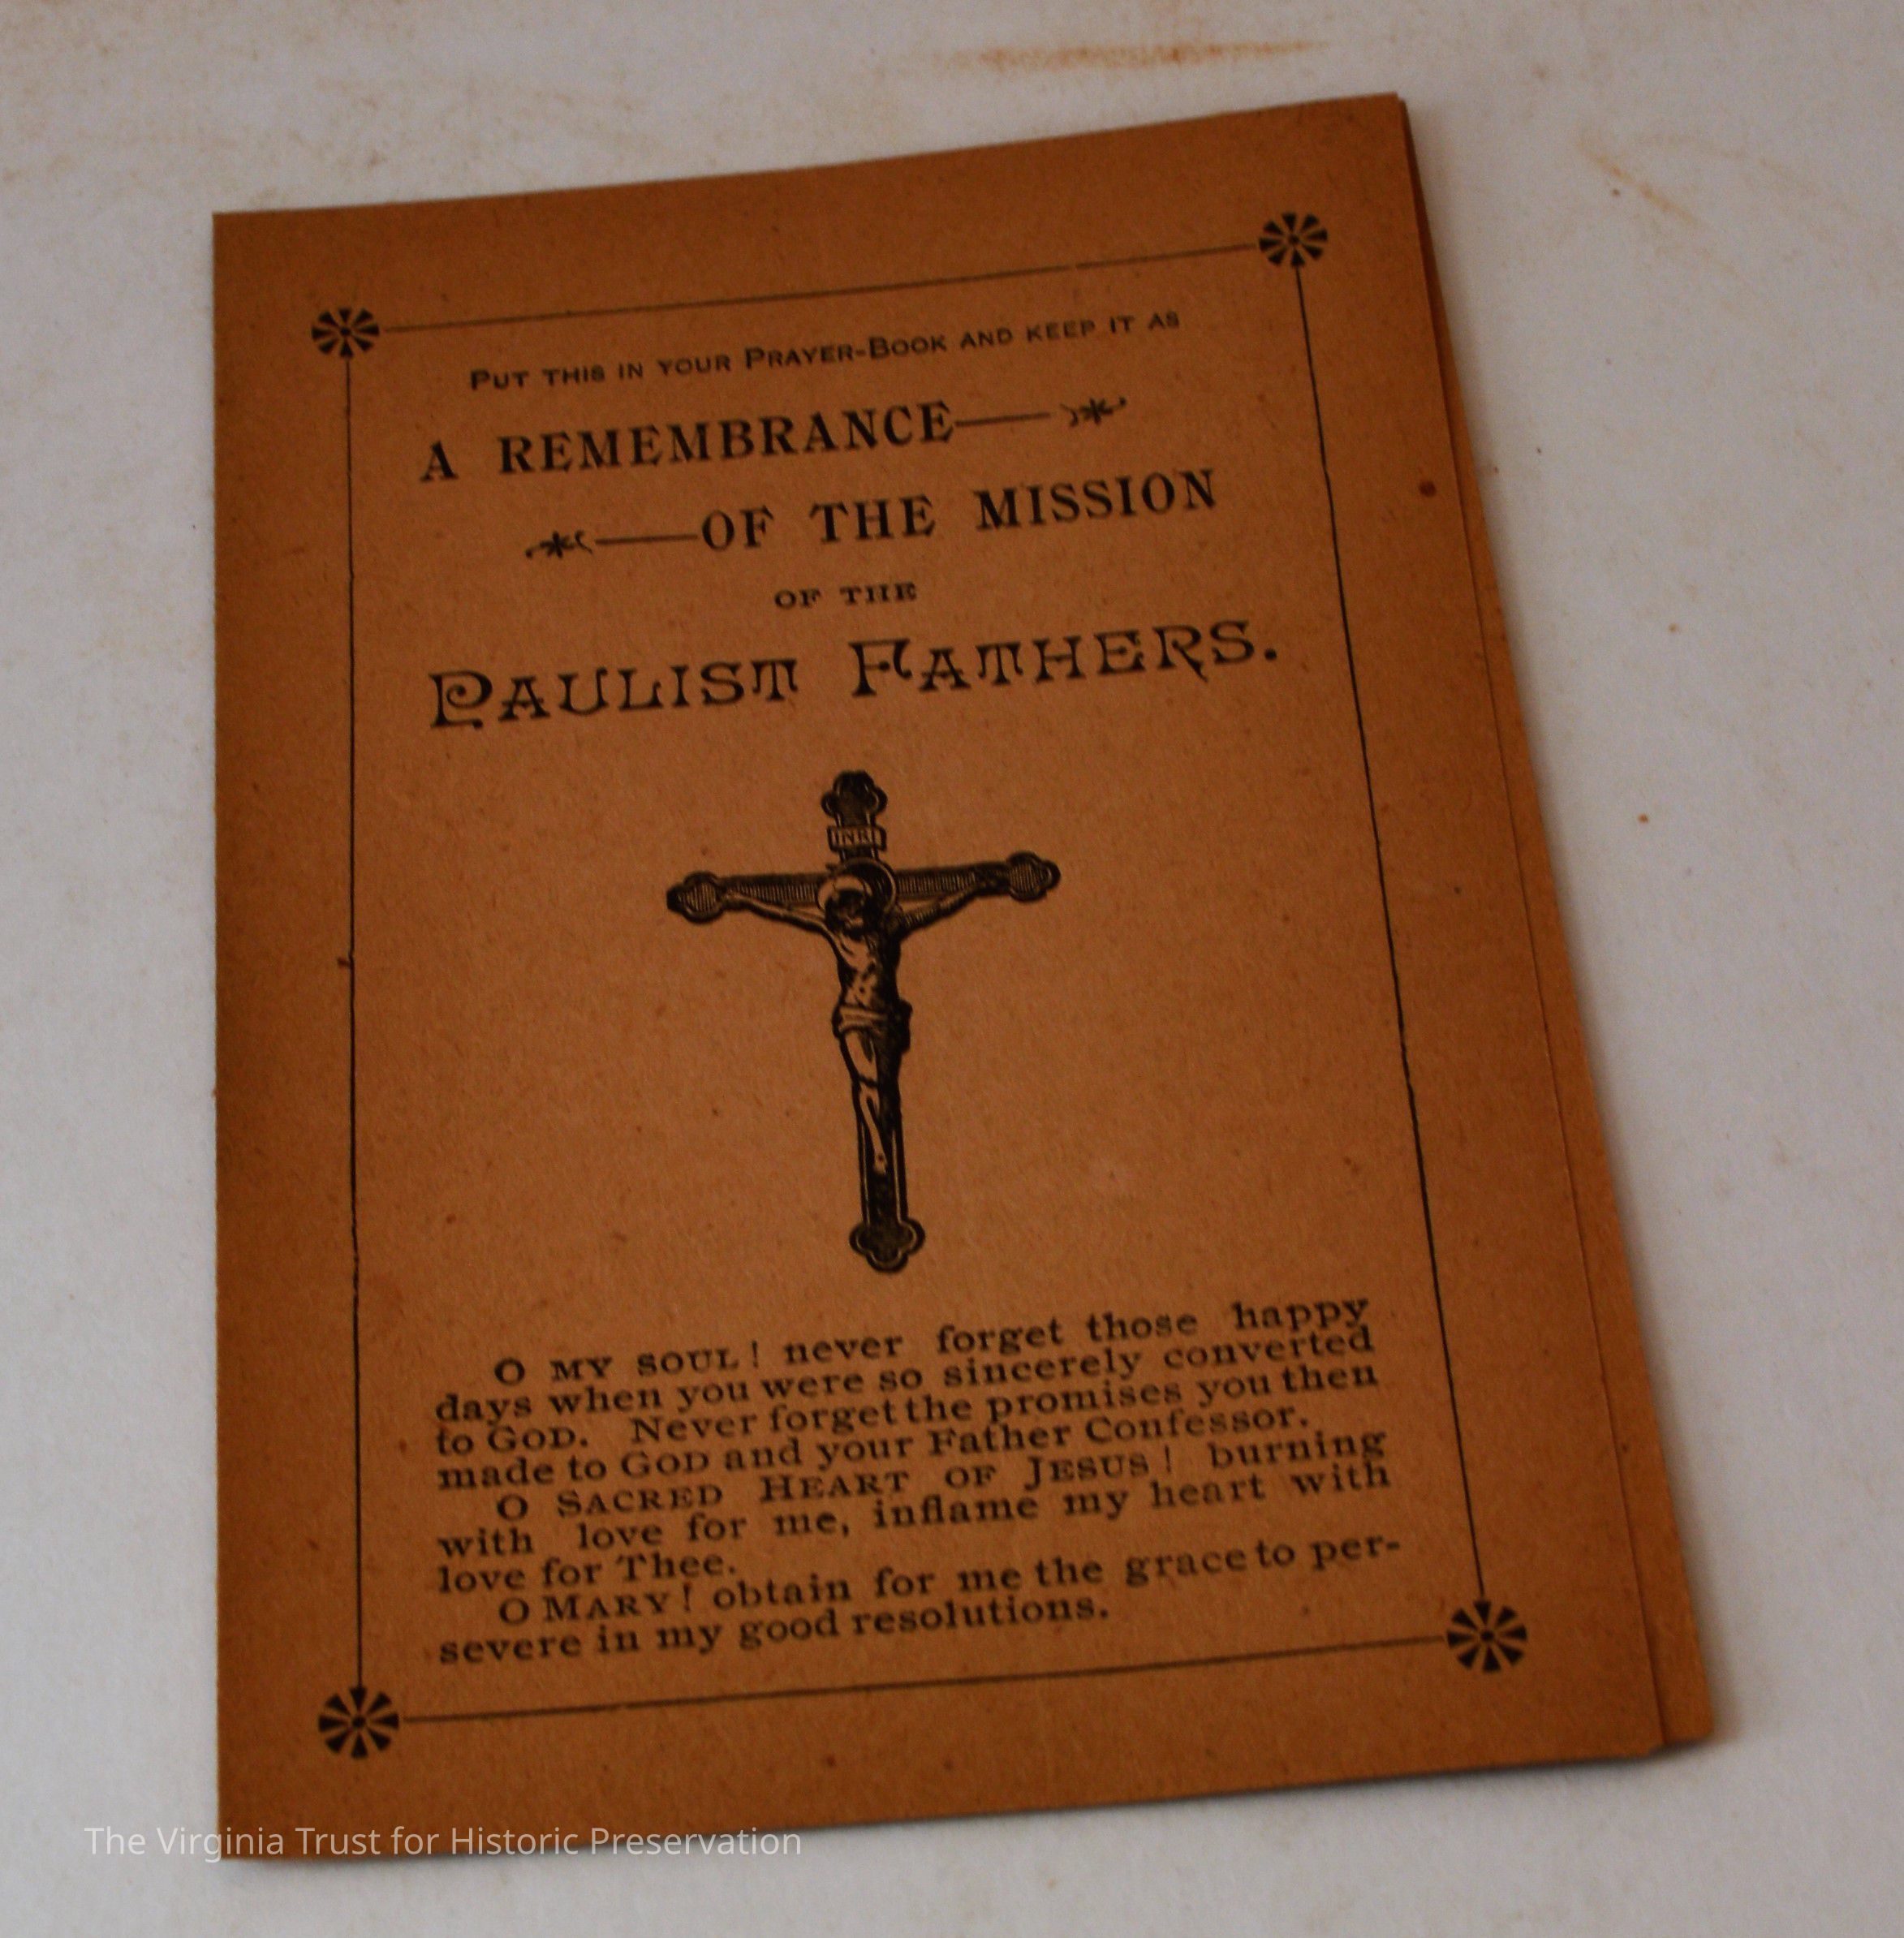 PUT THIS IN YOUR PRAYER-BOOK AND KEEP IT AS
A REMEMBRANCE
OF THE MISSION
OF THE
PAULIST FATHERS.
INRI
O MY SOUL! never forget those happy
days when you were so sincerely converted
to GOD. Never forget the promises you then
made to GOD and your Father Confessor.
O SACRED HEART OF JESUS! burning
with love for me, inflame my heart with
love for Thee.
O MARY! obtain for me the grace to per-
severe in my good resolutions.
The Virginia Trust for Historic Preservation